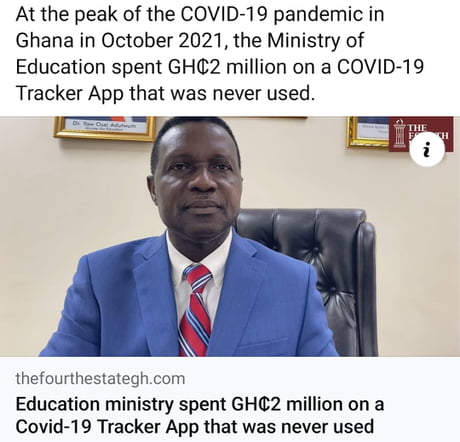 At the peak of the COVID-19 pandemic in
Ghana in October 2021, the Ministry of
Education spent GH₵2 million on a COVID-19
Tracker App that was never used.
Dr. Yaw Osei Adutwum
THE
i
thefourthestategh.com
Education ministry spent GH₵2 million on a
Covid-19 Tracker App that was never used